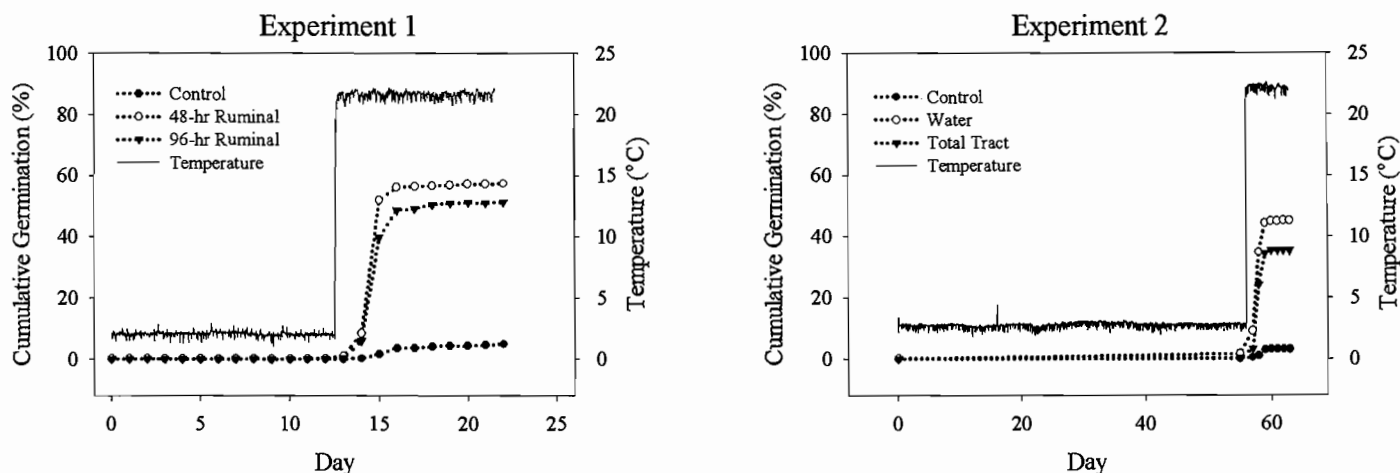 Experiment 1
Cumulative Germination (%)
100
80
60
40
20
0
Control
48-hr Ruminal
96-hr Ruminal
Temperature
25
20
15
10
5
0
Temperature (°C)
0 5 10 15 20 25
Day
Experiment 2
Cumulative Germination (%)
100
80
60
40
20
0
Control
Water
Total Tract
Temperature
25
20
15
10
5
0
Temperature (°C)
0 20 40 60
Day